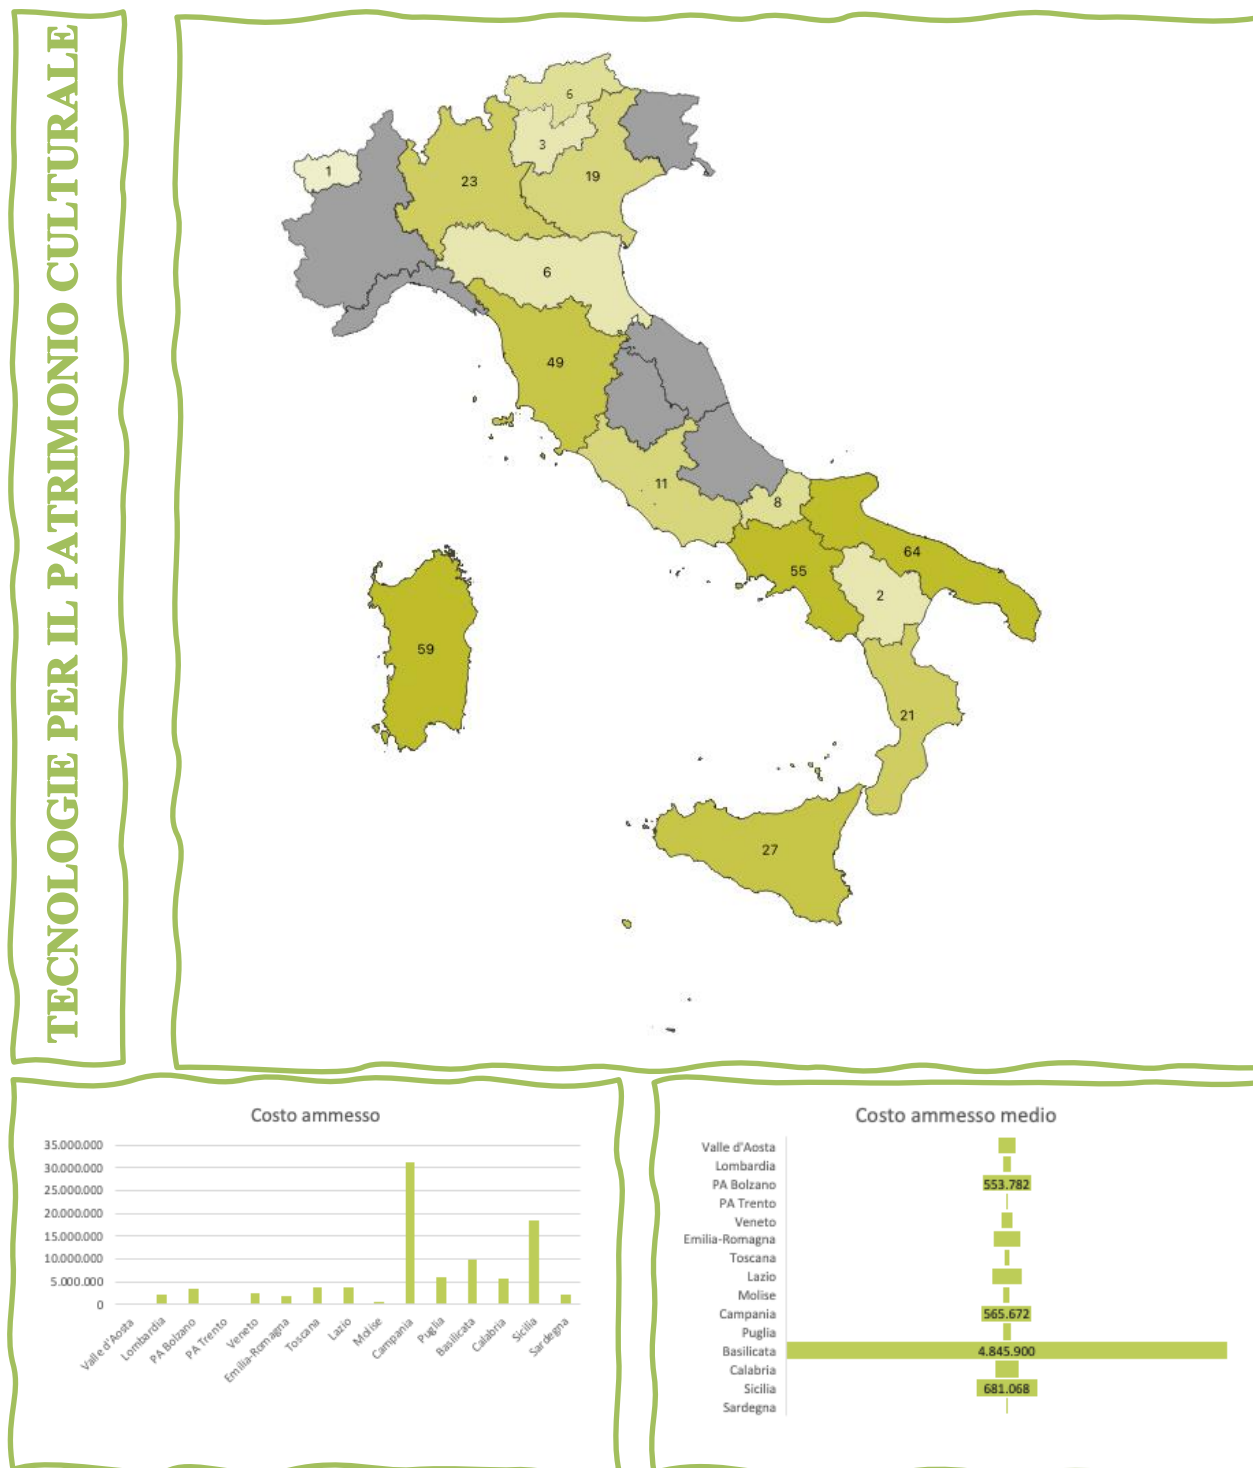 TECNOLOGIE PER IL PATRIMONIO CULTURALE
6
3
1
23
19
6
49
11
8
64
55
2
59
21
27
Costo ammesso
35.000.000
30.000.000
25.000.000
20.000.000
15.000.000
10.000.000
5.000.000
0
Valle d'Aosta
Lombardia
PA Bolzano
PA Trento
Veneto
Emilia-Romagna
Toscana
Lazio
Molise
Campania
Puglia
Basilicata
Calabria
Sicilia
Sardegna
Costo ammesso medio
Valle d'Aosta
Lombardia
PA Bolzano 553.782
PA Trento
Veneto
Emilia-Romagna
Toscana
Lazio
Molise
Campania 565.672
Puglia
Basilicata 4.845.900
Calabria
Sicilia 681.068
Sardegna